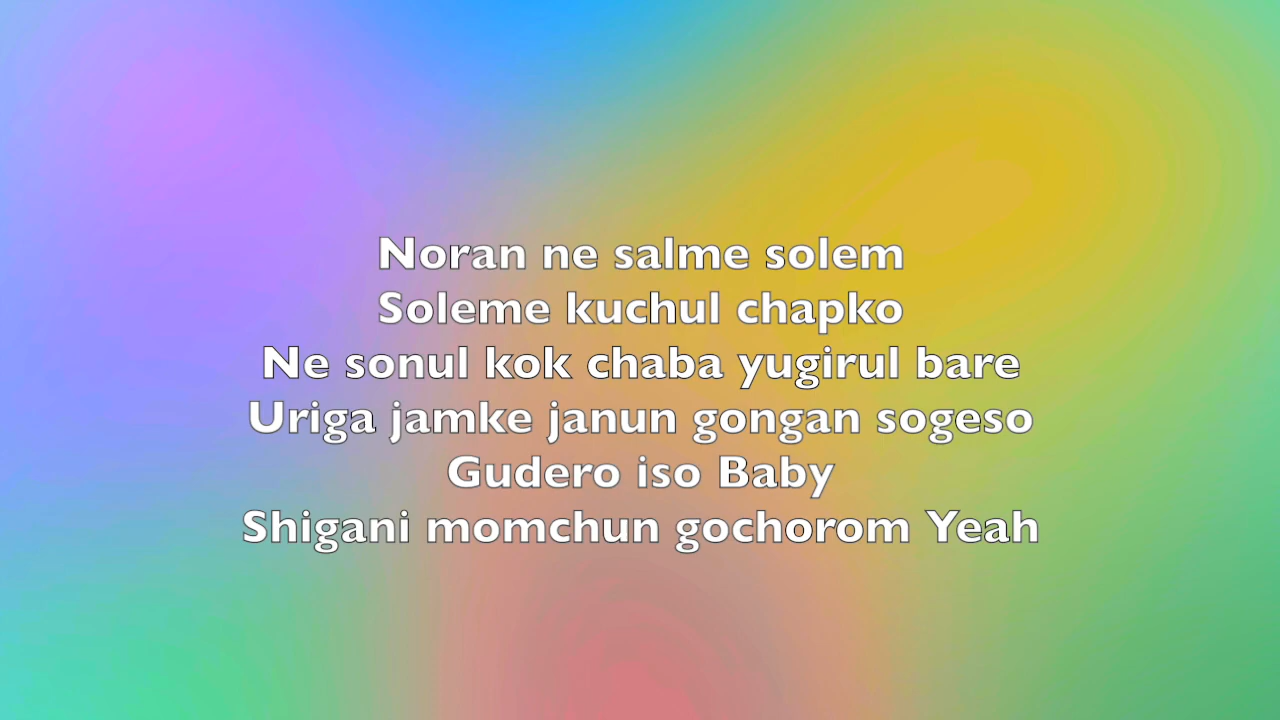 Noran ne salme solem
Soleme kuchul chapko
Ne sonul kok chaba yugirul bare
Uriga jamke janun gongan sogeso
Gudero iso Baby
Shigani momchun gochorom Yeah